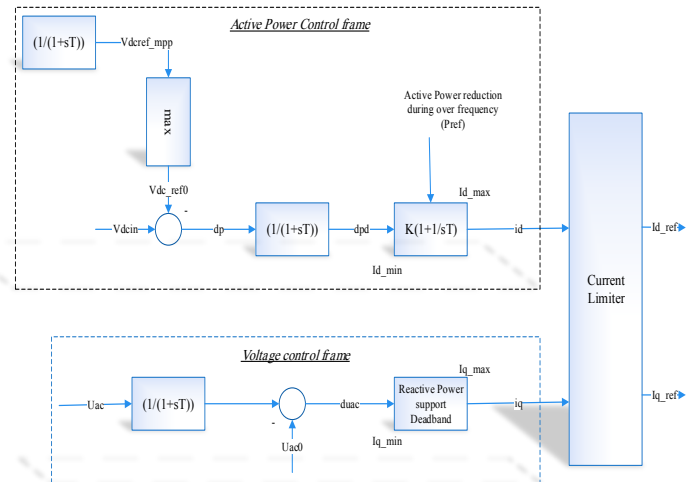 Active Power Control frame
(1/(1+sT))
Vdcref_mpp
max
Active Power reduction
during over frequency
(Pref)
Vdc_ref0
-
Id_max
Vdcin
dp
(1/(1+sT))
dpd
K(1+1/sT)
id
Id_ref
Id_min
Current
Limiter
Voltage control frame
Iq_max
Uac
(1/(1+sT))
duac
Reactive Power
support
Deadband
iq
Iq_ref
-
Iq_min
Uac0